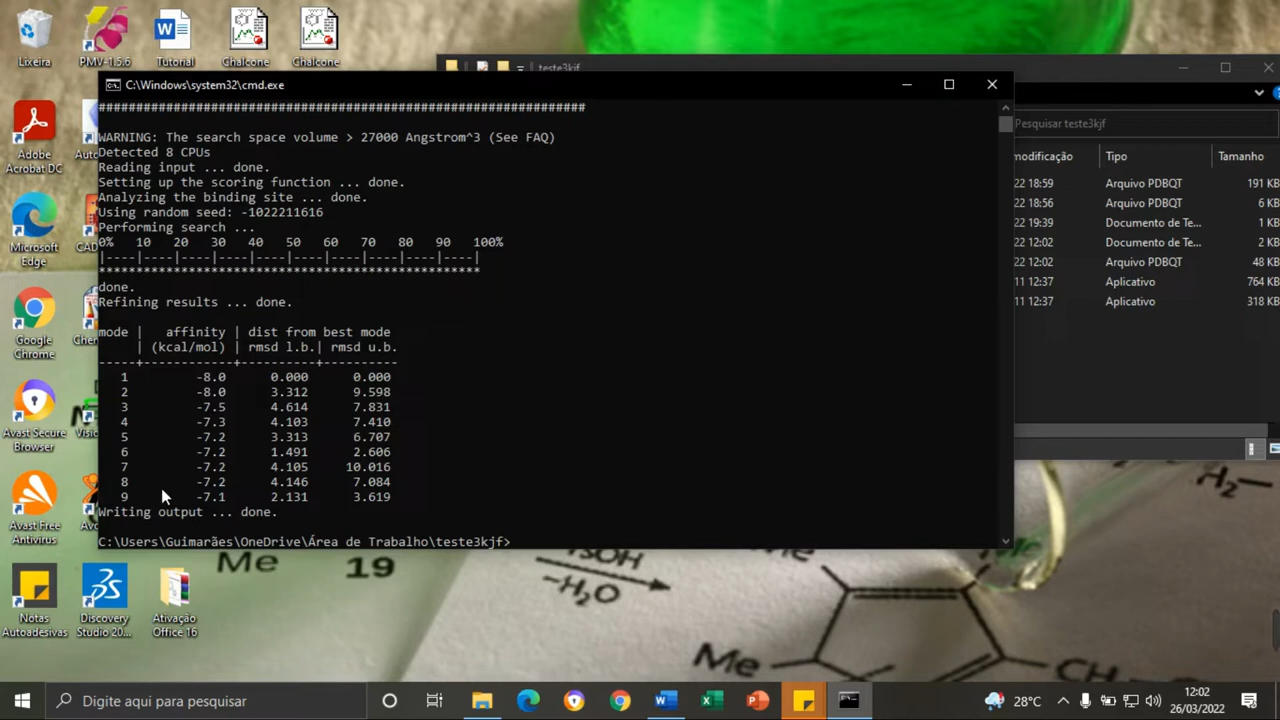 Lixeira
PMV-1.5.6
Tutorial
Chalcone
Chalcone
teste3kjf
C:\Windows\system32\cmd.exe
#################################################################
WARNING: The search space volume > 27000 Angstrom^3 (See FAQ)
Detected 8 CPUs
Reading input ... done.
Setting up the scoring function ... done.
Analyzing the binding site ... done.
Using random seed: -1022211616
Performing search ...
0%   10   20   30   40   50   60   70   80   90   100%
|----|----|----|----|----|----|----|----|----|----|
***************************************************
done.
Refining results ... done.
mode |   affinity | dist from best mode
     | (kcal/mol) | rmsd l.b.| rmsd u.b.
-----+------------+----------+----------
   1         -8.0      0.000      0.000
   2         -8.0      3.312      9.598
   3         -7.5      4.614      7.831
   4         -7.3      4.103      7.410
   5         -7.2      3.313      6.707
   6         -7.2      1.491      2.606
   7         -7.2      4.105     10.016
   8         -7.2      4.146      7.084
   9         -7.1      2.131      3.619
Writing output ... done.
C:\Users\Guimarães\OneDrive\Área de Trabalho\teste3kjf>
Pesquisar teste3kjf
modificação Tipo Tamanho
22 18:59 Arquivo PDBQT 191 KB
22 18:56 Arquivo PDBQT 6 KB
22 19:39 Documento de Te... 3 KB
22 12:02 Documento de Te... 2 KB
22 12:02 Arquivo PDBQT 48 KB
11 12:37 Aplicativo 764 KB
11 12:37 Aplicativo 318 KB
Adobe
Acrobat DC
Microsoft
Edge
Google
Chrome
Avast Secure
Browser
Avast Free
Antivírus
Notas
Autoadesivas
Discovery
Studio 20...
Ativação
Office 16
Me
19
-H₂O
Me
H₂—
Digite aqui para pesquisar
28°C
12:02
26/03/2022